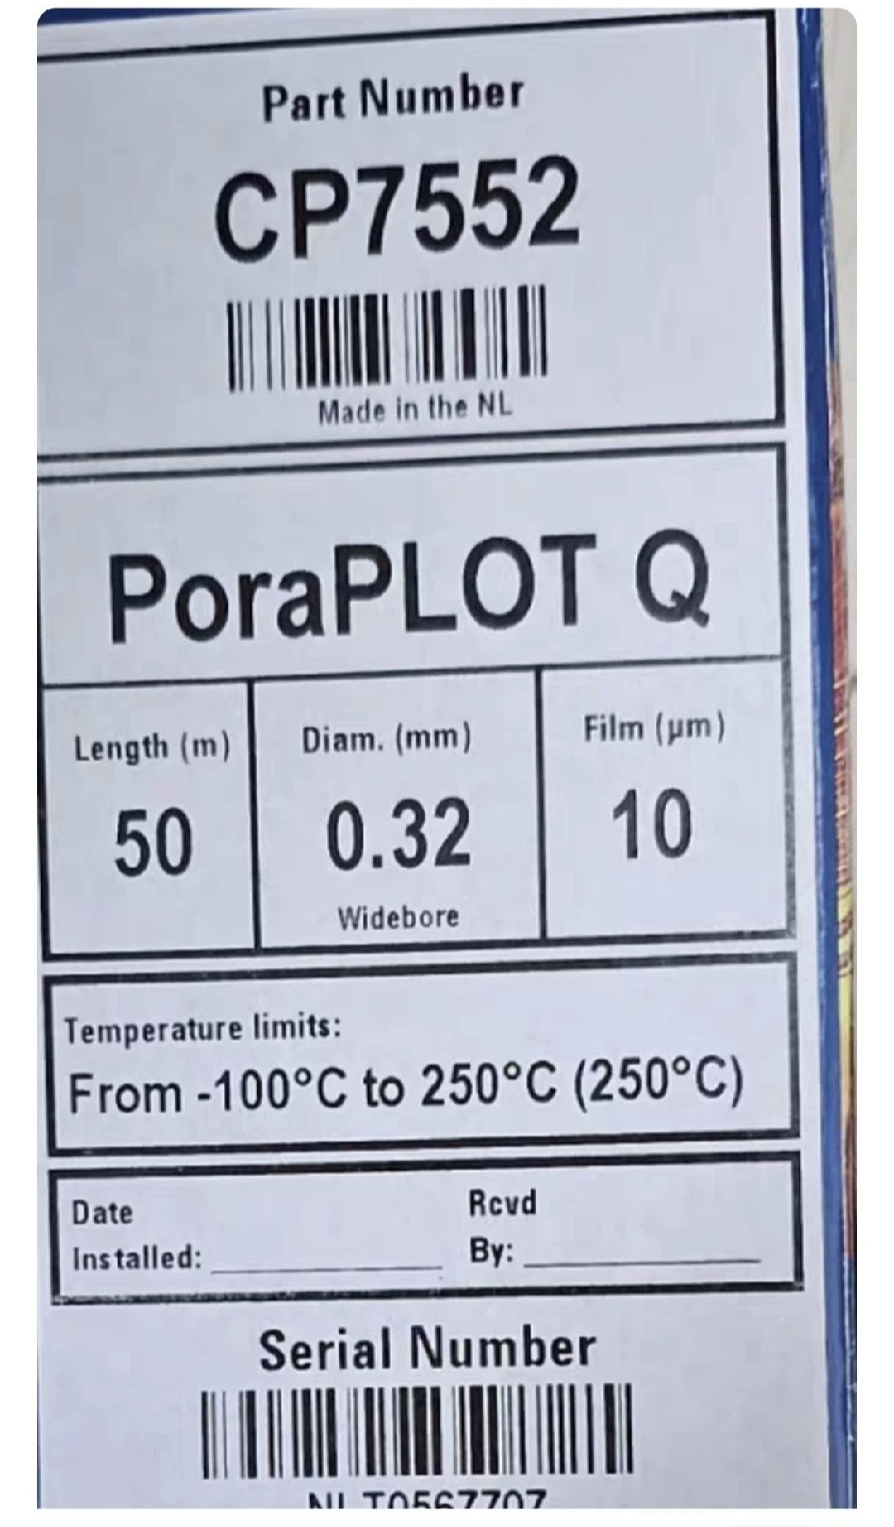 Part Number
CP7552
Made in the NL
PoraPLOT Q
Length (m)
50
Diam. (mm)
0.32
Widebore
Film (µm)
10
Temperature limits:
From -100°C to 250°C (250°C)
Date
Installed:
Rcvd
By:
Serial Number
NLT0567707